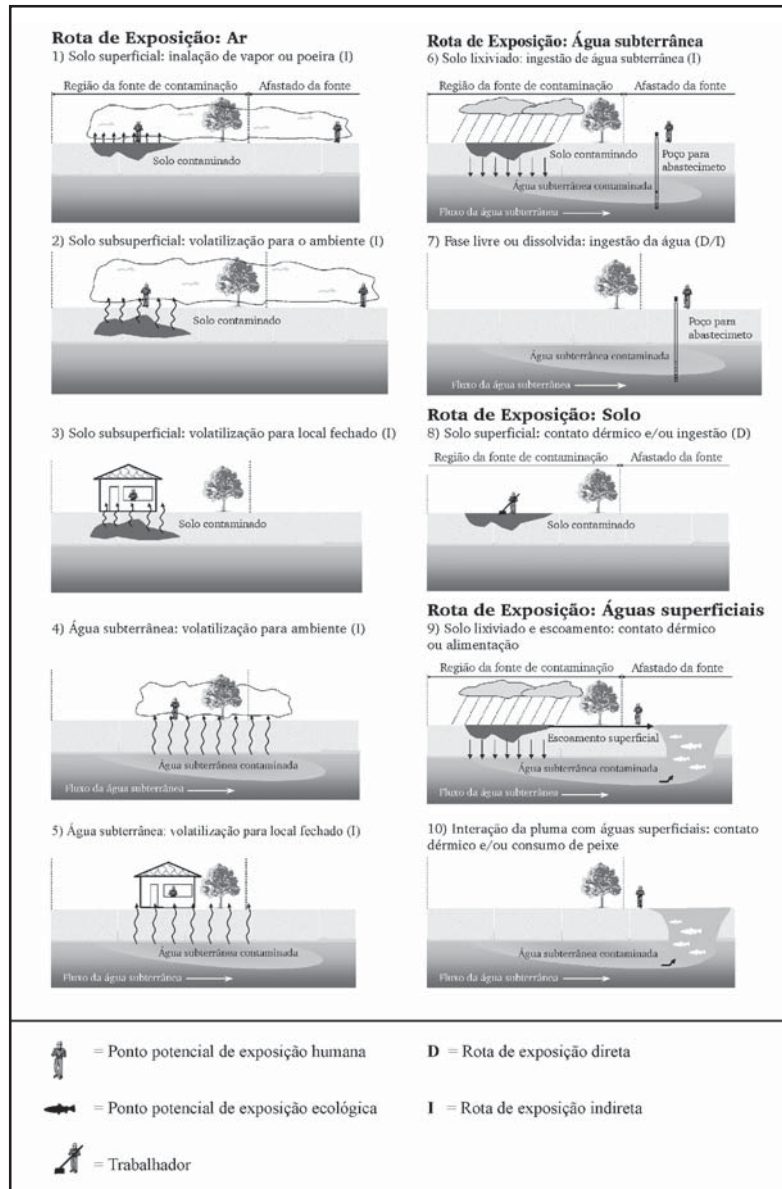 Rota de Exposição: Ar
1) Solo superficial: inalação de vapor ou poeira (I)
Região da fonte de contaminação
Afastado da fonte
Solo contaminado
2) Solo subsuperficial: volatilização para o ambiente (I)
Solo contaminado
3) Solo subsuperficial: volatilização para local fechado (I)
Solo contaminado
4) Água subterrânea: volatilização para ambiente (I)
Água subterrânea contaminada
Fluxo da água subterrânea
5) Água subterrânea: volatilização para local fechado (I)
Água subterrânea contaminada
Fluxo da água subterrânea
Rota de Exposição: Água subterrânea
6) Solo lixiviado: ingestão de água subterrânea (I)
Região da fonte de contaminação
Afastado da fonte
Solo contaminado
Poço para
abastecimeto
Água subterrânea contaminada
Fluxo da água subterrânea
7) Fase livre ou dissolvida: ingestão da água (D/I)
Poço para
abastecimeto
Água subterrânea contaminada
Fluxo da água subterrânea
Rota de Exposição: Solo
8) Solo superficial: contato dérmico e/ou ingestão (D)
Região da fonte de contaminação
Afastado da fonte
Solo contaminado
Rota de Exposição: Águas superficiais
9) Solo lixiviado e escoamento: contato dérmico
ou alimentação
Região da fonte de contaminação
Afastado da fonte
Escoamento superficial
Água subterrânea contaminada
Fluxo da água subterrânea
10) Interação da pluma com águas superficiais: contato
dérmico e/ou consumo de peixe
Água subterrânea contaminada
Fluxo da água subterrânea
= Ponto potencial de exposição humana
D = Rota de exposição direta
= Ponto potencial de exposição ecológica
I = Rota de exposição indireta
= Trabalhador